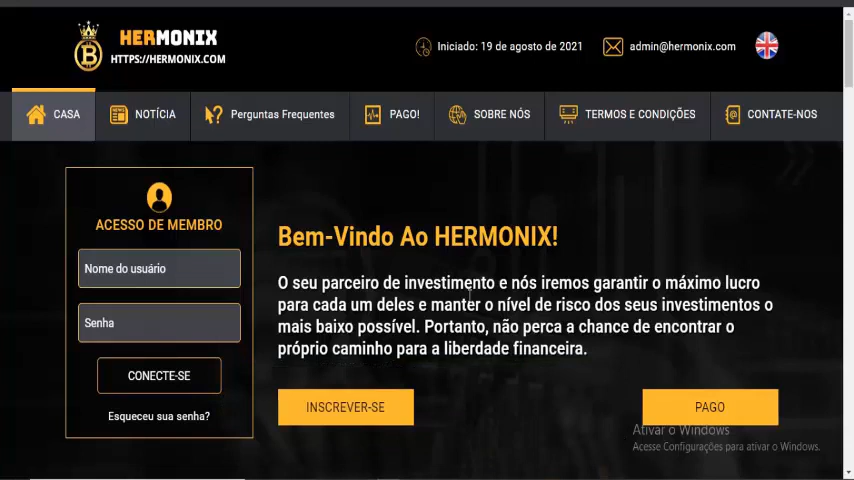 HERMONIX
HTTPS://HERMONIX.COM
Iniciado: 19 de agosto de 2021
admin@hermonix.com
CASA
NOTÍCIA
Perguntas Frequentes
PAGO!
SOBRE NÓS
TERMOS E CONDIÇÕES
CONTATE-NOS
ACESSO DE MEMBRO
Nome do usuário
Senha
CONECTE-SE
Esqueceu sua senha?
Bem-Vindo Ao HERMONIX!
O seu parceiro de investimento e nós iremos garantir o máximo lucro
para cada um deles e manter o nível de risco dos seus investimentos o
mais baixo possível. Portanto, não perca a chance de encontrar o
próprio caminho para a liberdade financeira.
INSCREVER-SE
PAGO
Ativar o Windows
Acesse Configurações para ativar o Windows.